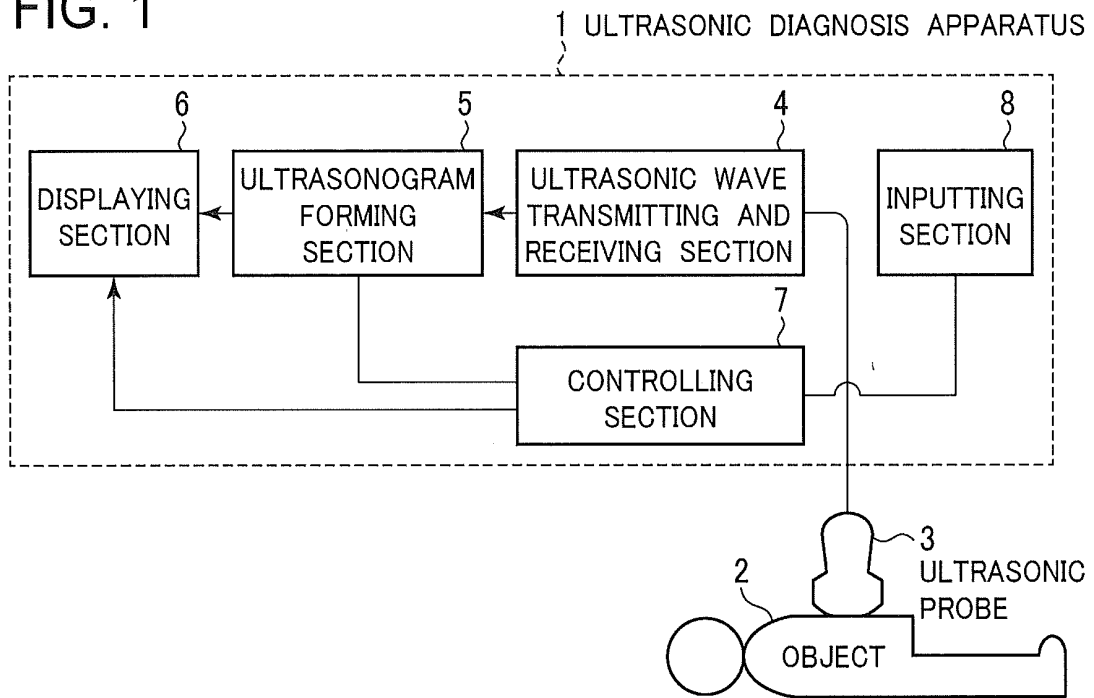 FIG. 1
1 ULTRASONIC DIAGNOSIS APPARATUS
6
5
4
8
DISPLAYING
SECTION
ULTRASONOGRAM
FORMING
SECTION
ULTRASONIC WAVE
TRANSMITTING AND
RECEIVING SECTION
INPUTTING
SECTION
7
CONTROLLING
SECTION
3
ULTRASONIC
PROBE
2
OBJECT